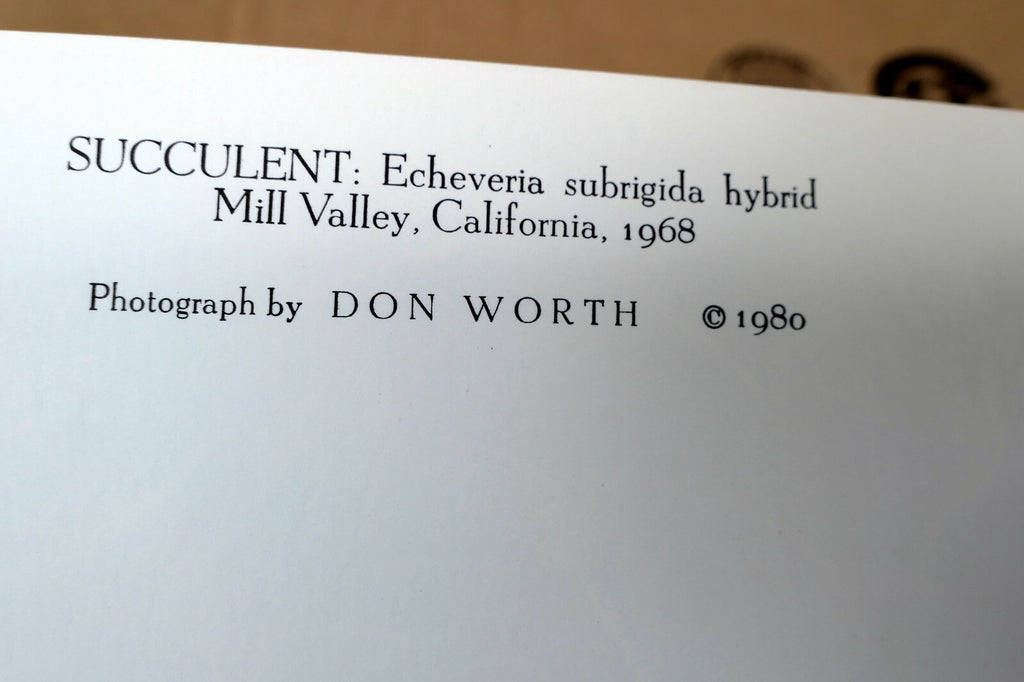 SUCCULENT: Echeveria subrigida hybrid
Mill Valley, California, 1968
Photograph by DON WORTH © 1980